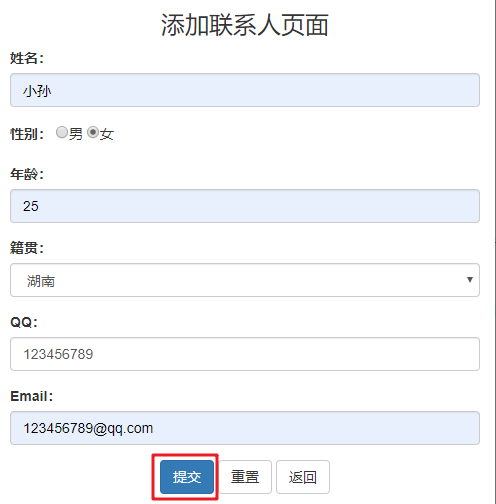 添加联系人页面
姓名：
小孙
性别： 男 女
年龄：
25
籍贯：
湖南
QQ：
123456789
Email：
123456789@qq.com
提交 重置 返回